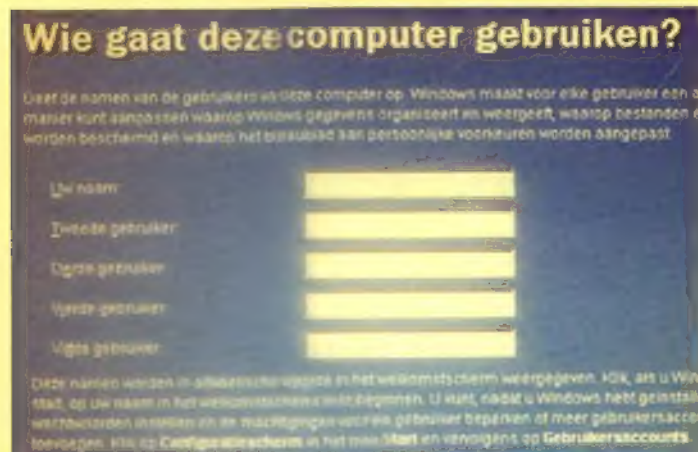 Wie gaat deze computer gebruiken?
Geef de namen van de gebruikers van deze computer op. Windows maakt voor elke gebruiker een
manier kunt aanpassen waarop Windows gegevens organiseert en weergeeft, waarop bestanden
worden beschermd en waarop het bureaublad aan persoonlijke voorkeuren worden aangepast.
Uw naam:
Tweede gebruiker:
Derde gebruiker:
Vierde gebruiker:
Vijfde gebruiker:
Deze namen worden in alfabetische volgorde in het welkomstscherm weergegeven. Klik, als u
start, op uw naam in het welkomstscherm beginnen. U kunt, nadat u Windows hebt
wachtwoorden instellen en de machtigingen voor elke gebruiker beperken of meer
toevoegen. Klik op Configuratiescherm in het menu Start en vervolgens op Gebruikersaccounts.